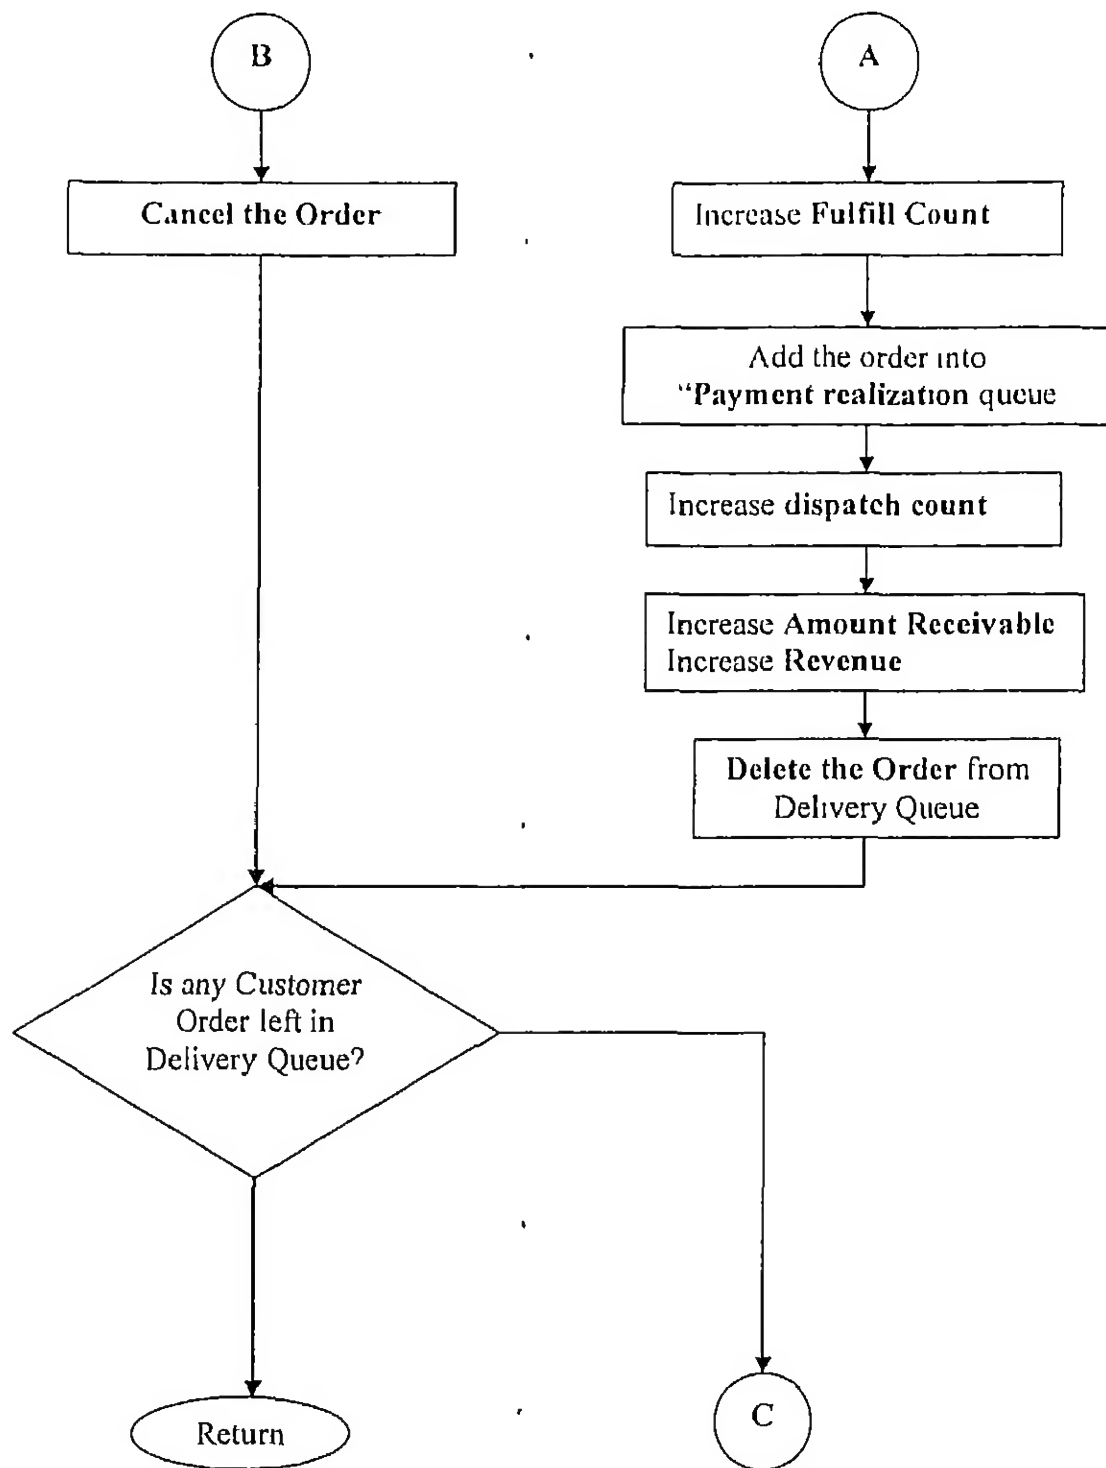 B
A
Cancel the Order
Increase Fulfill Count
Add the order into
“Payment realization queue
Increase dispatch count
Increase Amount Receivable
Increase Revenue
Delete the Order from
Delivery Queue
Is any Customer
Order left in
Delivery Queue?
Return
C